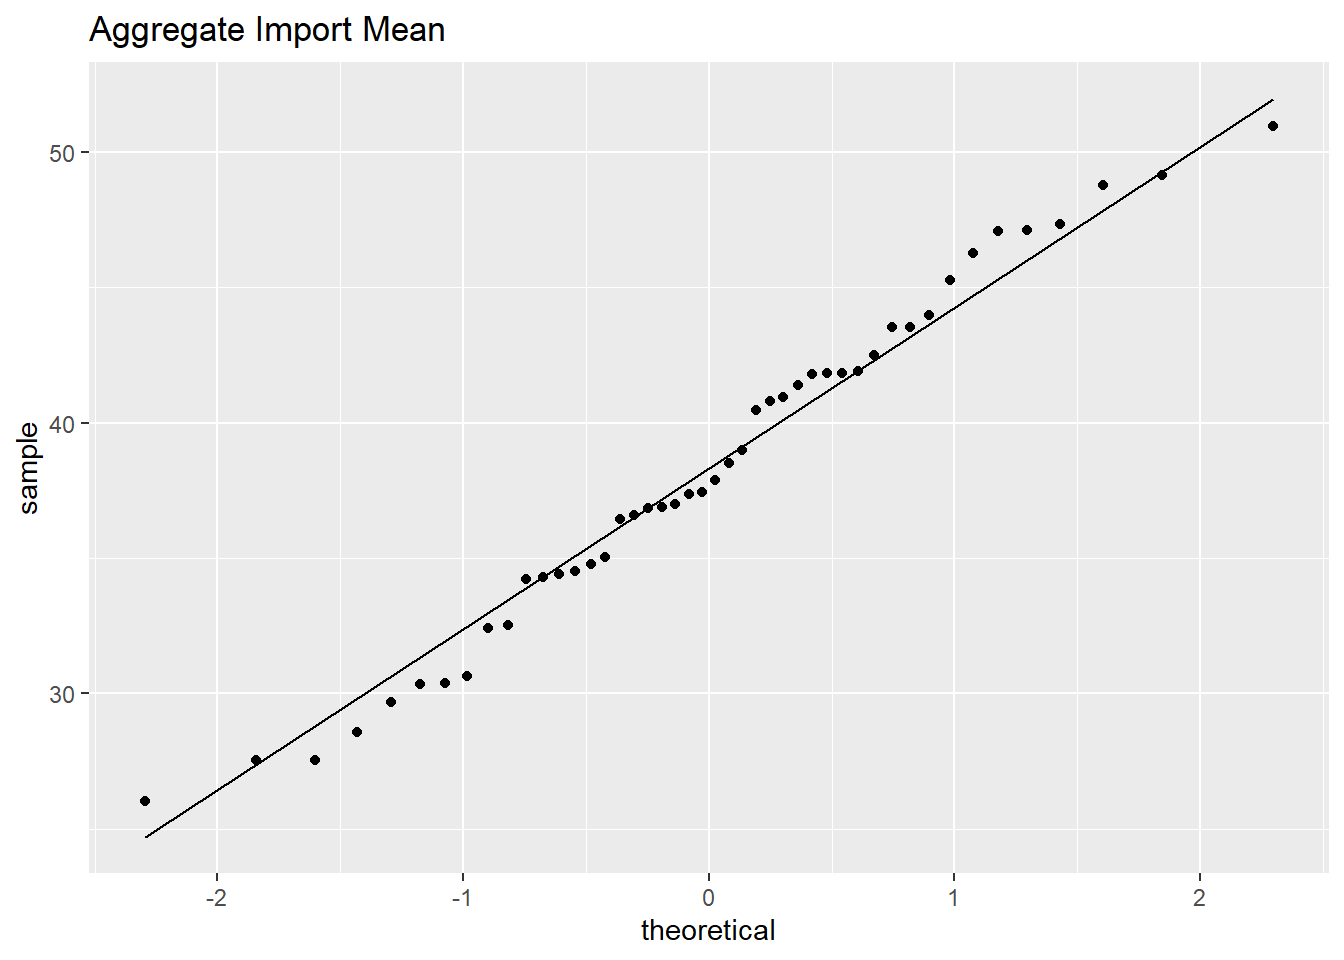 Aggregate Import Mean
50
40
30
sample
-2 -1 0 1 2
theoretical